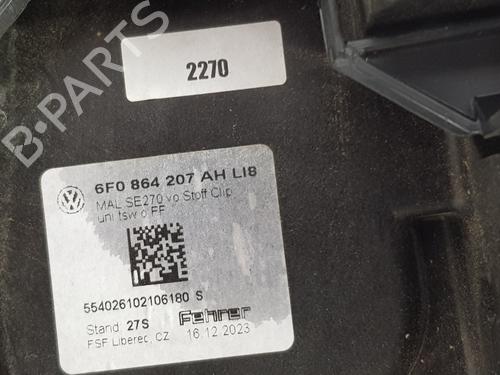 B-PARTS
2270
6F0 864 207 AH LI8
MAL SE270 vo Stoff Clip
uni tsw o FF
554026102106180 S
Stand: 27S
Fehrer
FSF Liberec, CZ
16.12.2023